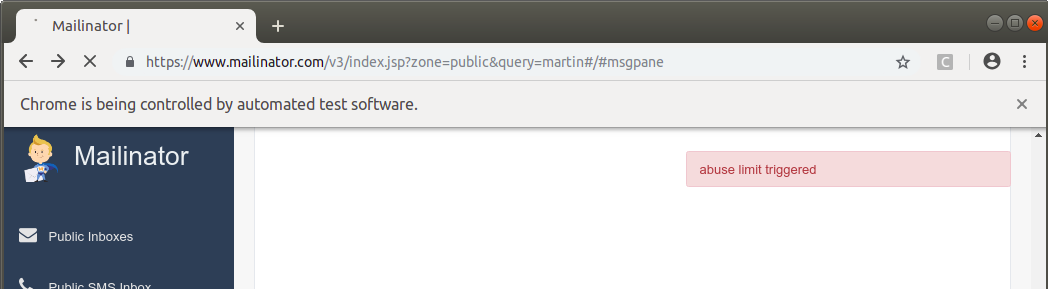 Mailinator |
https://www.mailinator.com/v3/index.jsp?zone=public&query=martin#/#msgpane
C
Chrome is being controlled by automated test software.
Mailinator
abuse limit triggered
Public Inboxes
Public SMS Inbox